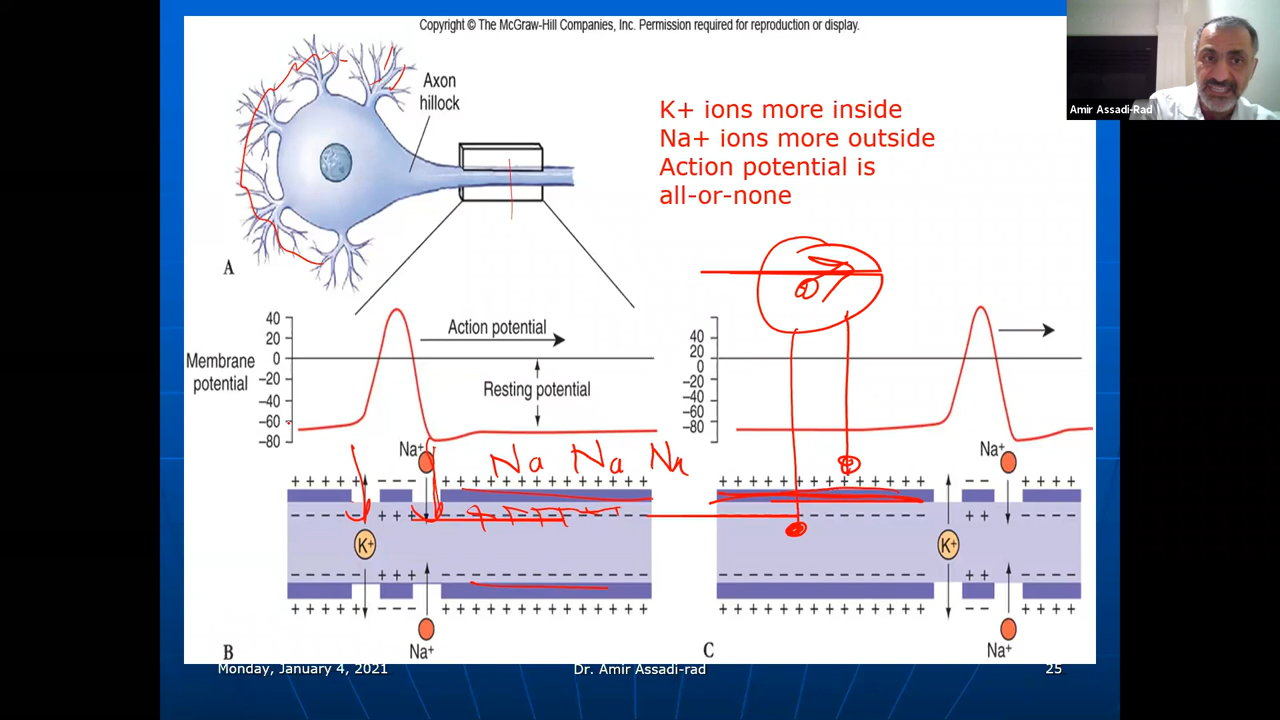 Copyright © The McGraw-Hill Companies, Inc. Permission required for reproduction or display.
Amir Assadi-Rad
Axon
hillock
K+ ions more inside
Na+ ions more outside
Action potential is
all-or-none
A
40
20
0
−20
−40
−60
−80
Membrane
potential
Action potential
Resting potential
40
20
0
−20
−40
−60
−80
Na+
Na Na Na
Na+
+ + + + + + + + + + + + + + + + + +
K+
K+
Na+
Na+
B
C
Monday, January 4, 2021
Dr. Amir Assadi-rad
25